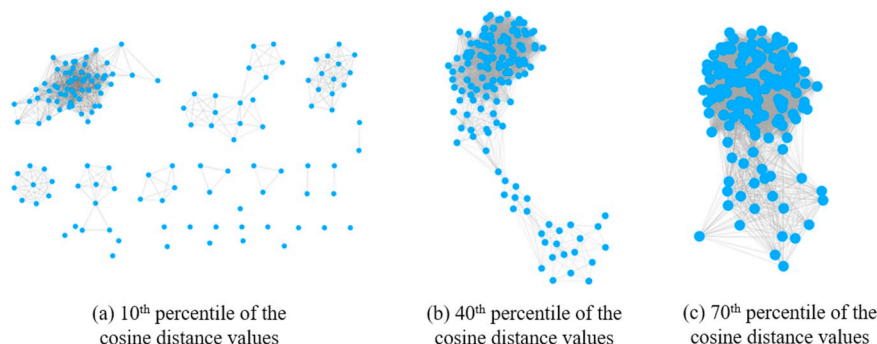 (a) 10th percentile of the
cosine distance values
(b) 40th percentile of the
cosine distance values
(c) 70th percentile of the
cosine distance values